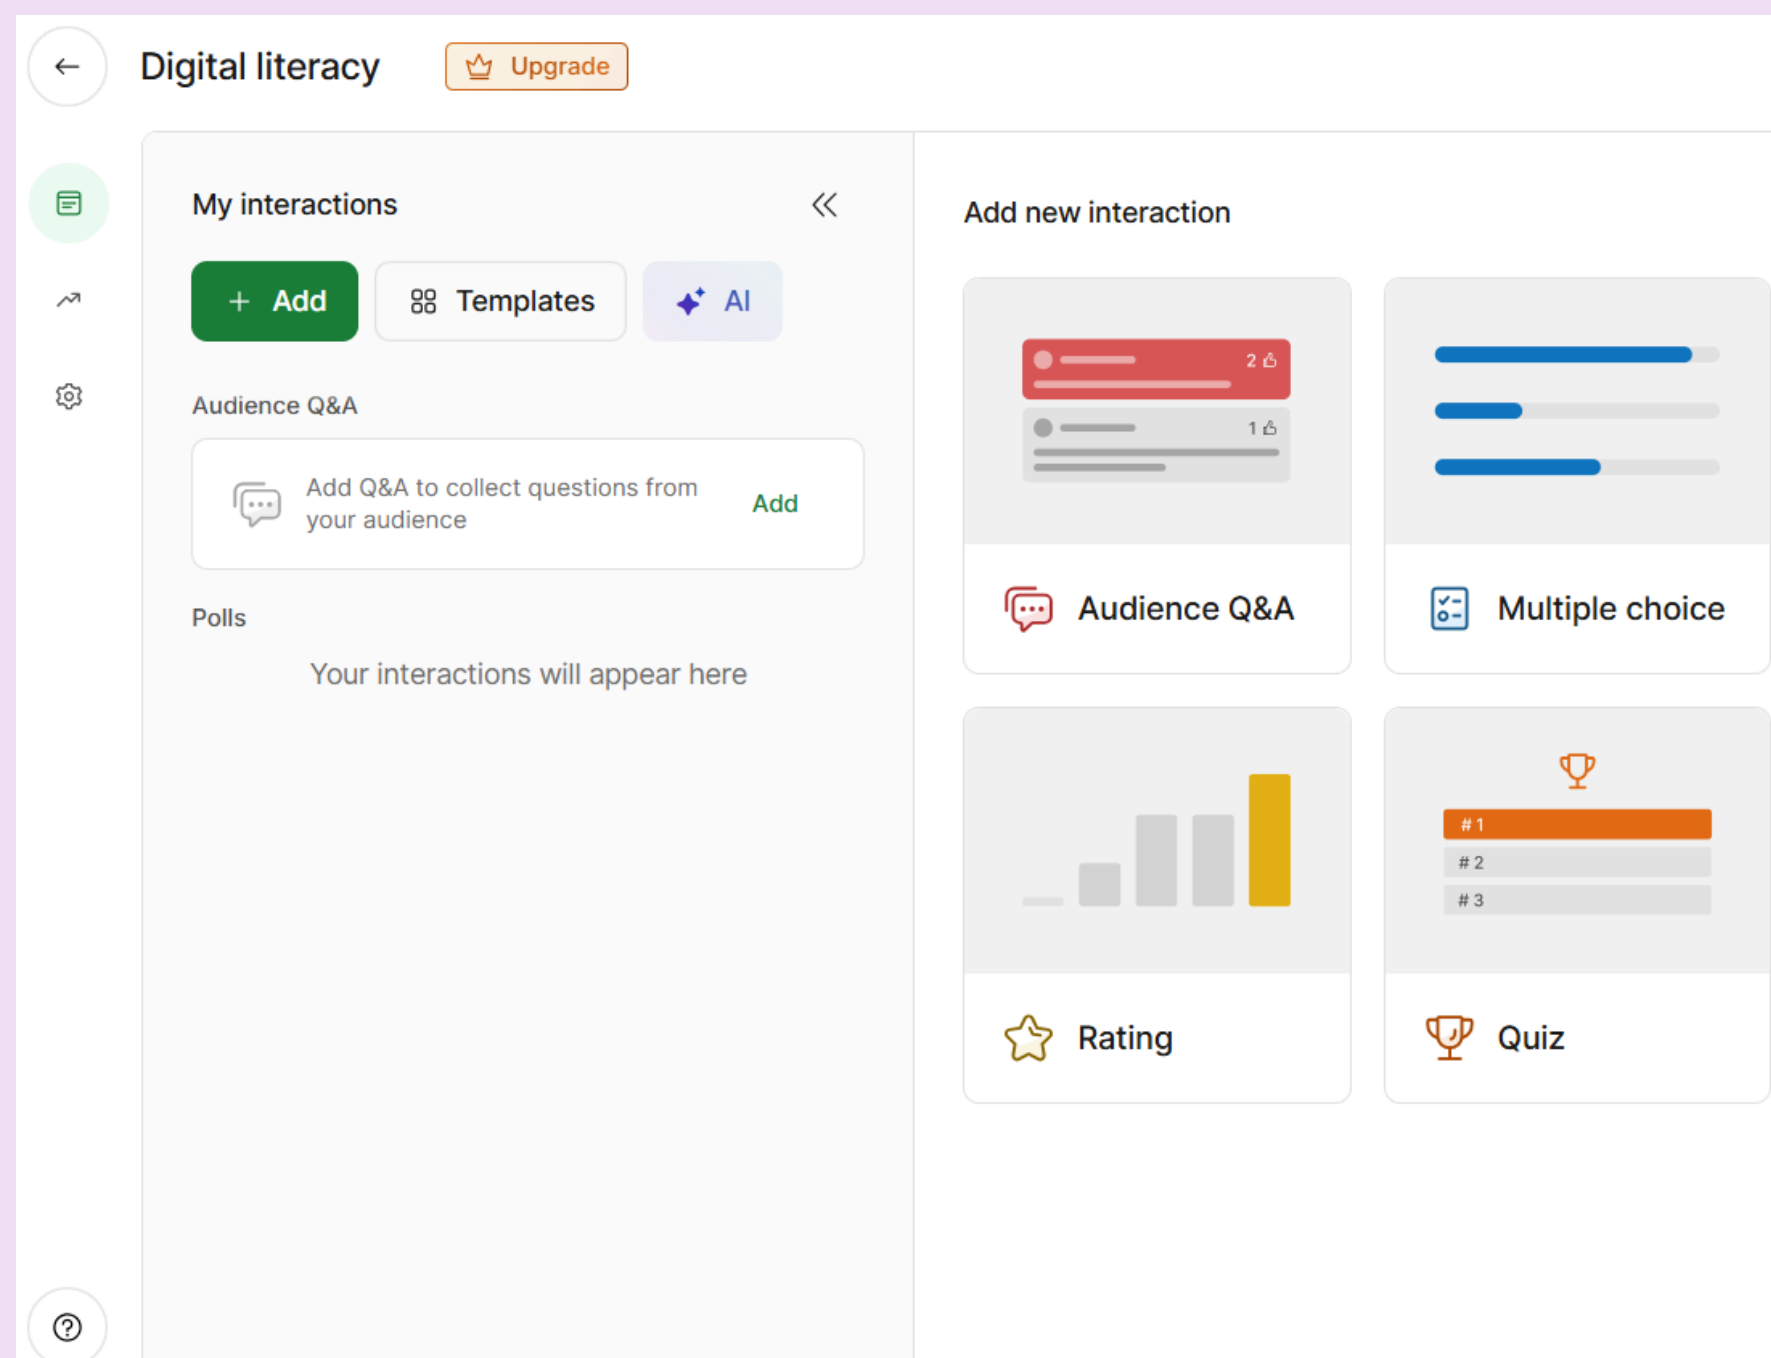 Digital literacy
Upgrade
My interactions
+ Add
Templates
AI
Audience Q&A
Add Q&A to collect questions from
your audience
Add
Polls
Your interactions will appear here
Add new interaction
2
1
Audience Q&A
Multiple choice
# 1
# 2
# 3
Rating
Quiz